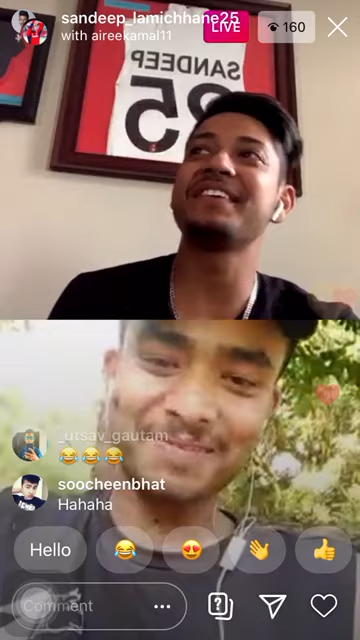 sandeep_lamichhane25
with aireekamal11
LIVE
160
SANDEEP
25
_utsav_gautam
😂😂😂
soocheenbhat
Hahaha
Hello 😂 😍 👋 👍
Comment